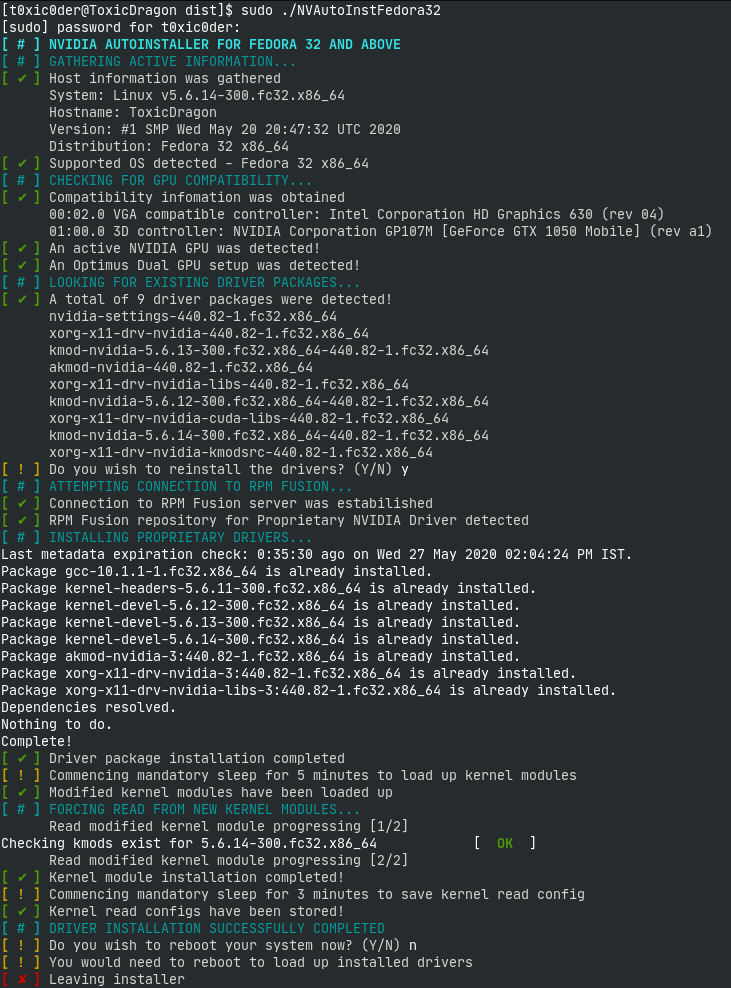 [t0xic0der@ToxicDragon dist]$ sudo ./NVAutoInstFedora32
[sudo] password for t0xic0der:
[ # ] NVIDIA AUTOINSTALLER FOR FEDORA 32 AND ABOVE
[ # ] GATHERING ACTIVE INFORMATION...
[ ✔ ] Host information was gathered
      System: Linux v5.6.14-300.fc32.x86_64
      Hostname: ToxicDragon
      Version: #1 SMP Wed May 20 20:47:32 UTC 2020
      Distribution: Fedora 32 x86_64
[ ✔ ] Supported OS detected - Fedora 32 x86_64
[ # ] CHECKING FOR GPU COMPATIBILITY...
[ ✔ ] Compatibility infomation was obtained
      00:02.0 VGA compatible controller: Intel Corporation HD Graphics 630 (rev 04)
      01:00.0 3D controller: NVIDIA Corporation GP107M [GeForce GTX 1050 Mobile] (rev a1)
[ ✔ ] An active NVIDIA GPU was detected!
[ ✔ ] An Optimus Dual GPU setup was detected!
[ # ] LOOKING FOR EXISTING DRIVER PACKAGES...
[ ✔ ] A total of 9 driver packages were detected!
      nvidia-settings-440.82-1.fc32.x86_64
      xorg-x11-drv-nvidia-440.82-1.fc32.x86_64
      kmod-nvidia-5.6.13-300.fc32.x86_64-440.82-1.fc32.x86_64
      akmod-nvidia-440.82-1.fc32.x86_64
      xorg-x11-drv-nvidia-libs-440.82-1.fc32.x86_64
      kmod-nvidia-5.6.12-300.fc32.x86_64-440.82-1.fc32.x86_64
      xorg-x11-drv-nvidia-cuda-libs-440.82-1.fc32.x86_64
      kmod-nvidia-5.6.14-300.fc32.x86_64-440.82-1.fc32.x86_64
      xorg-x11-drv-nvidia-kmodsrc-440.82-1.fc32.x86_64
[ ! ] Do you wish to reinstall the drivers? (Y/N) y
[ # ] ATTEMPTING CONNECTION TO RPM FUSION...
[ ✔ ] Connection to RPM Fusion server was estabilished
[ ✔ ] RPM Fusion repository for Proprietary NVIDIA Driver detected
[ # ] INSTALLING PROPRIETARY DRIVERS...
Last metadata expiration check: 0:35:30 ago on Wed 27 May 2020 02:04:24 PM IST.
Package gcc-10.1.1-1.fc32.x86_64 is already installed.
Package kernel-headers-5.6.11-300.fc32.x86_64 is already installed.
Package kernel-devel-5.6.12-300.fc32.x86_64 is already installed.
Package kernel-devel-5.6.13-300.fc32.x86_64 is already installed.
Package kernel-devel-5.6.14-300.fc32.x86_64 is already installed.
Package akmod-nvidia-3:440.82-1.fc32.x86_64 is already installed.
Package xorg-x11-drv-nvidia-3:440.82-1.fc32.x86_64 is already installed.
Package xorg-x11-drv-nvidia-libs-3:440.82-1.fc32.x86_64 is already installed.
Dependencies resolved.
Nothing to do.
Complete!
[ ✔ ] Driver package installation completed
[ ! ] Commencing mandatory sleep for 5 minutes to load up kernel modules
[ ✔ ] Modified kernel modules have been loaded up
[ # ] FORCING READ FROM NEW KERNEL MODULES...
      Read modified kernel module progressing [1/2]
Checking kmods exist for 5.6.14-300.fc32.x86_64            [  OK  ]
      Read modified kernel module progressing [2/2]
[ ✔ ] Kernel module installation completed!
[ ! ] Commencing mandatory sleep for 3 minutes to save kernel read config
[ ✔ ] Kernel read configs have been stored!
[ # ] DRIVER INSTALLATION SUCCESSFULLY COMPLETED
[ ! ] Do you wish to reboot your system now? (Y/N) n
[ ! ] You would need to reboot to load up installed drivers
[ ✘ ] Leaving installer